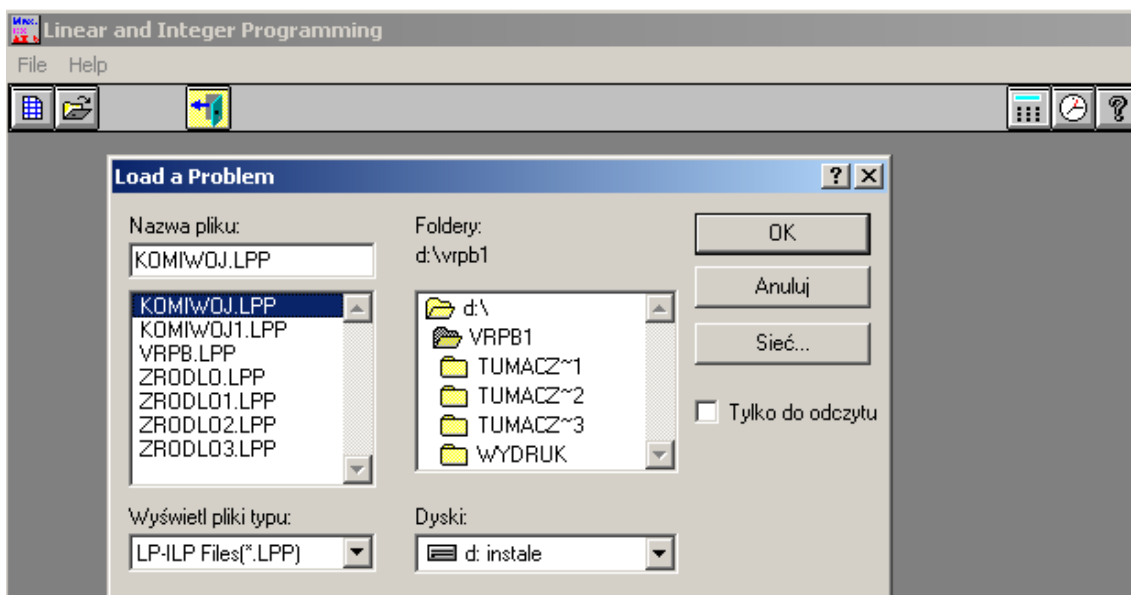 Linear and Integer Programming
File Help
Load a Problem
Nazwa pliku:
KOMIWOJ.LPP
KOMIWOJ.LPP
KOMIWOJ1.LPP
VRPB.LPP
ZRODLO.LPP
ZRODLO1.LPP
ZRODLO2.LPP
ZRODLO3.LPP
Wyświetl pliki typu:
LP-ILP Files(*.LPP)
Foldery:
d:\vrpb1
d:\
VRPB1
TUMACZ~1
TUMACZ~2
TUMACZ~3
WYDRUK
Dyski:
d: instale
OK
Anuluj
Sieć...
Tylko do odczytu